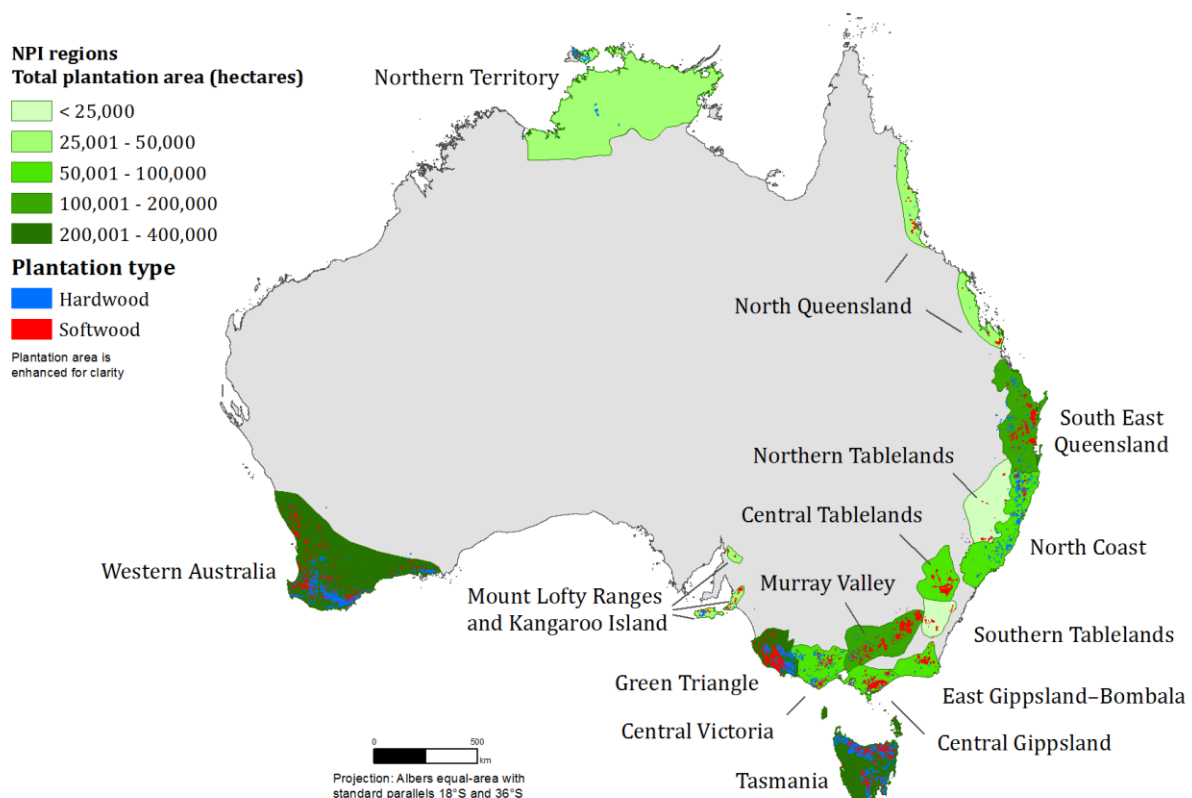 NPI regions
Total plantation area (hectares)
< 25,000
25,001 - 50,000
50,001 - 100,000
100,001 - 200,000
200,001 - 400,000
Plantation type
Hardwood
Softwood
Plantation area is
enhanced for clarity
Northern Territory
North Queensland
South East
Queensland
Northern Tablelands
Central Tablelands
North Coast
Murray Valley
Western Australia
Mount Lofty Ranges
and Kangaroo Island
Southern Tablelands
Green Triangle
East Gippsland–Bombala
Central Victoria
Central Gippsland
Tasmania
0 500
km
Projection: Albers equal-area with
standard parallels 18°S and 36°S